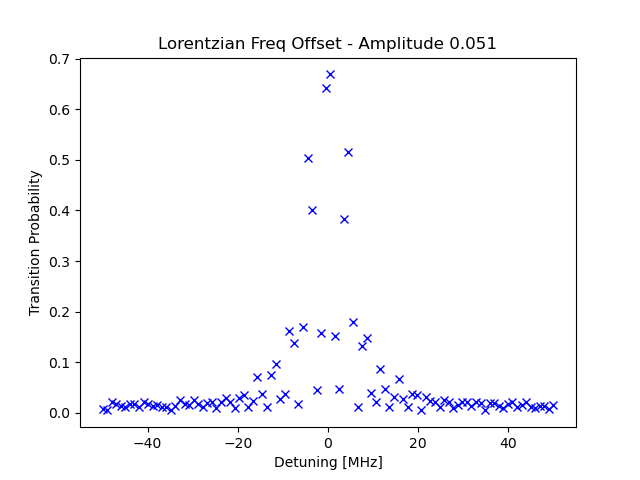 Lorentzian Freq Offset - Amplitude 0.051
0.7
0.6
0.5
0.4
0.3
0.2
0.1
0.0
Transition Probability
−40 −20 0 20 40
Detuning [MHz]